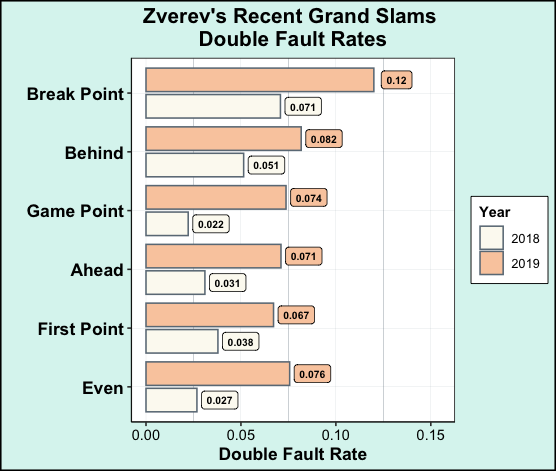 Zverev's Recent Grand Slams
Double Fault Rates
Break Point
0.12
0.071
Behind
0.082
0.051
Game Point
0.074
0.022
Ahead
0.071
0.031
First Point
0.067
0.038
Even
0.076
0.027
0.00 0.05 0.10 0.15
Double Fault Rate
Year
2018
2019